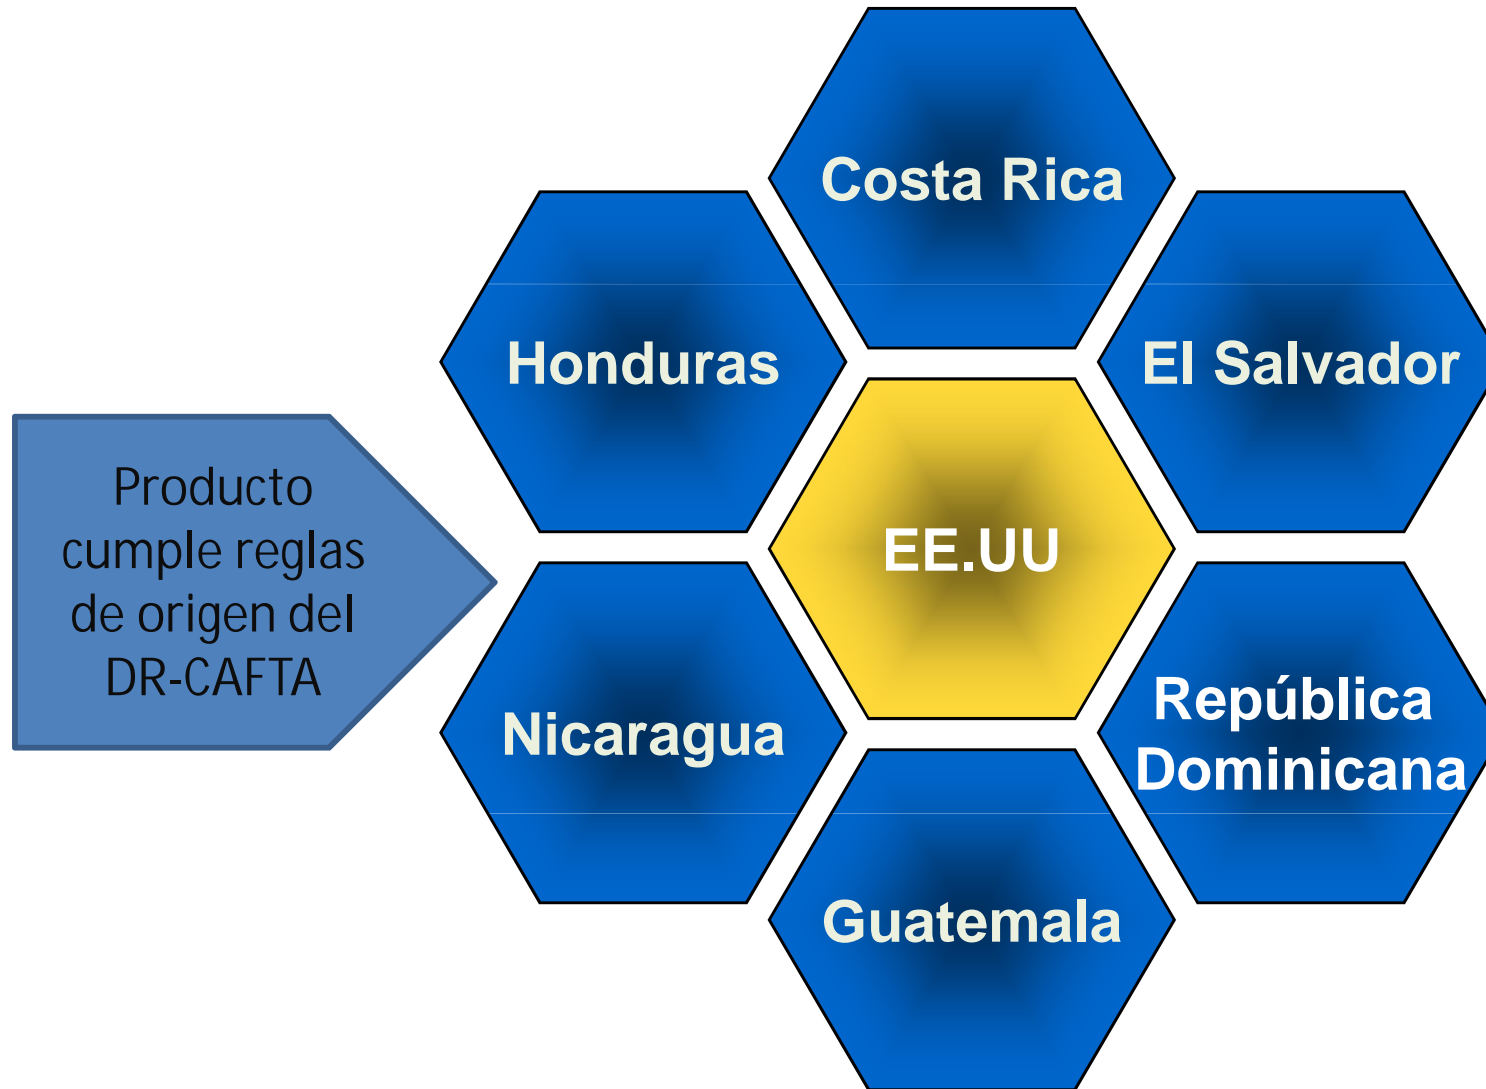 Costa Rica
Honduras
El Salvador
Producto
cumple reglas
de origen del
DR-CAFTA
EE.UU
Nicaragua
República
Dominicana
Guatemala